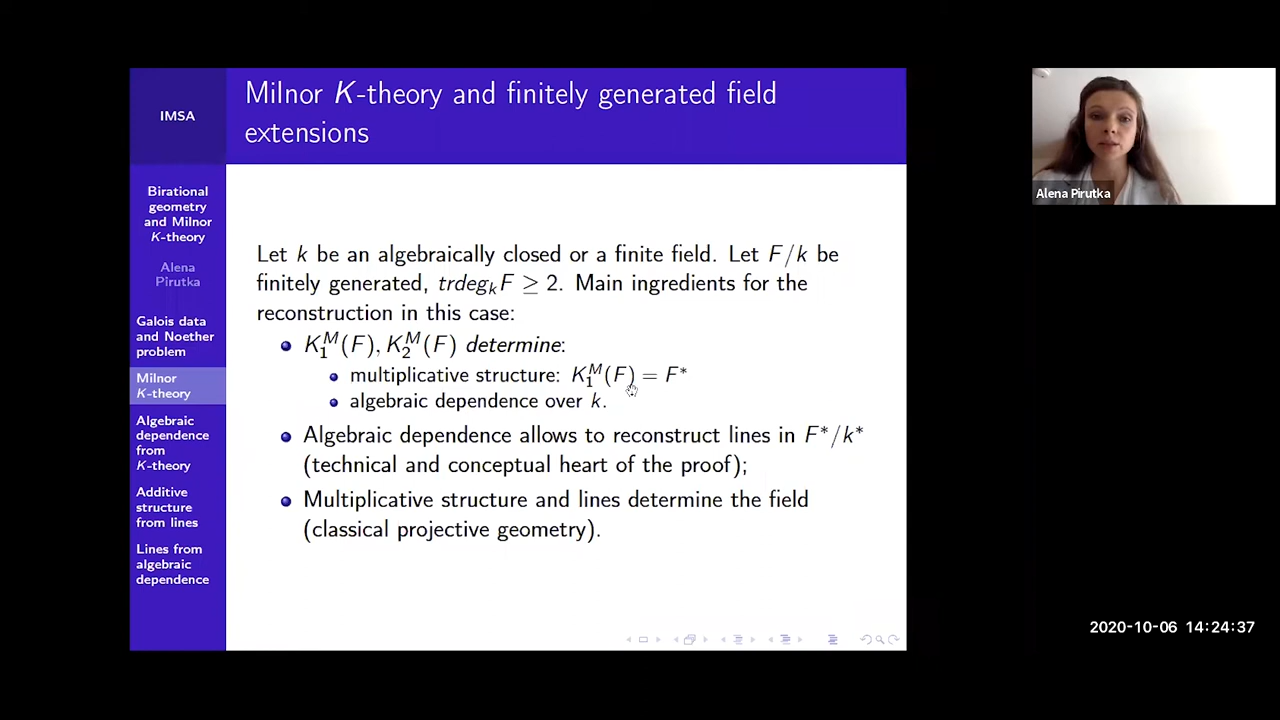 IMSA
Birational
geometry
and Milnor
K-theory
Alena
Pirutka
Galois data
and Noether
problem
Milnor
K-theory
Algebraic
dependence
from
K-theory
Additive
structure
from lines
Lines from
algebraic
dependence
Milnor K-theory and finitely generated field
extensions
Let k be an algebraically closed or a finite field. Let F/k be
finitely generated, trdeg_k F ≥ 2. Main ingredients for the
reconstruction in this case:
K_1^M(F), K_2^M(F) determine:
multiplicative structure: K_1^M(F) = F*
algebraic dependence over k.
Algebraic dependence allows to reconstruct lines in F*/k*
(technical and conceptual heart of the proof);
Multiplicative structure and lines determine the field
(classical projective geometry).
Alena Pirutka
2020-10-06 14:24:37